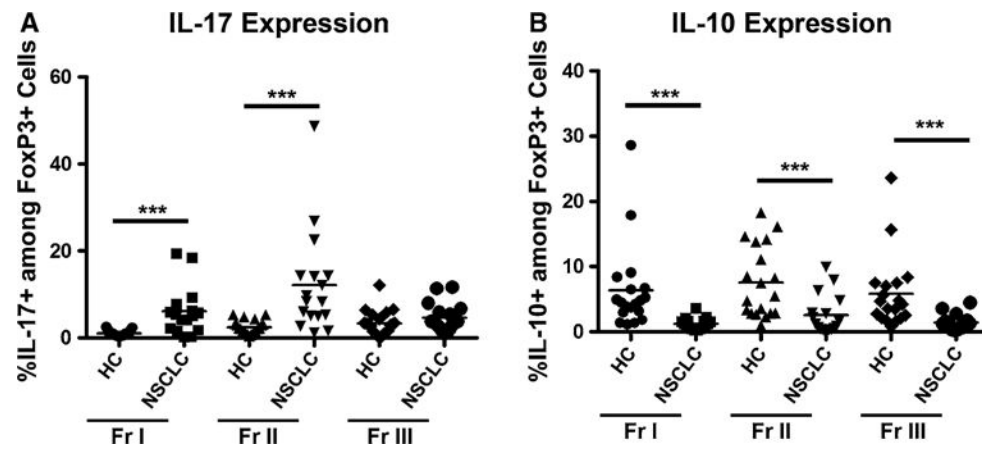 A IL-17 Expression
%IL-17+ among FoxP3+ Cells
60
40
20
0
***
***
HC
NSCLC
HC
NSCLC
HC
NSCLC
Fr I
Fr II
Fr III
B IL-10 Expression
%IL-10+ among FoxP3+ Cells
40
30
20
10
0
***
***
***
HC
NSCLC
HC
NSCLC
HC
NSCLC
Fr I
Fr II
Fr III